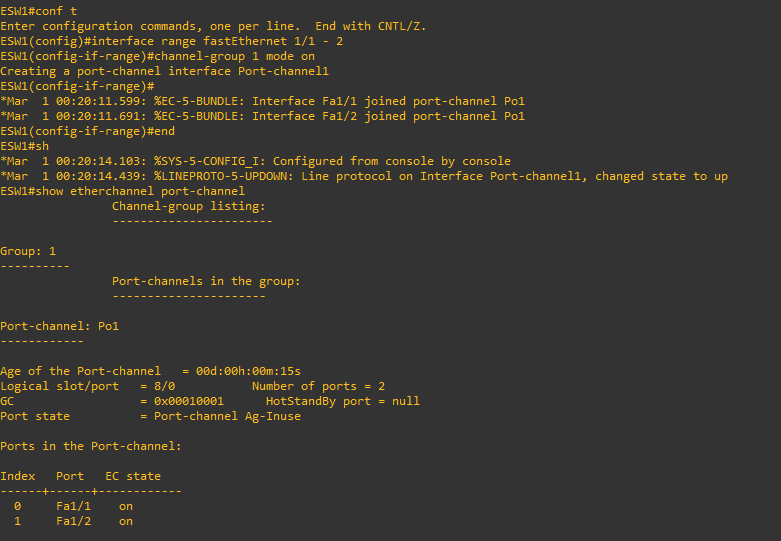 ESW1#conf t
Enter configuration commands, one per line.  End with CNTL/Z.
ESW1(config)#interface range fastEthernet 1/1 - 2
ESW1(config-if-range)#channel-group 1 mode on
Creating a port-channel interface Port-channel1
ESW1(config-if-range)#
*Mar  1 00:20:11.599: %EC-5-BUNDLE: Interface Fa1/1 joined port-channel Po1
*Mar  1 00:20:11.691: %EC-5-BUNDLE: Interface Fa1/2 joined port-channel Po1
ESW1(config-if-range)#end
ESW1#sh
*Mar  1 00:20:14.103: %SYS-5-CONFIG_I: Configured from console by console
*Mar  1 00:20:14.439: %LINEPROTO-5-UPDOWN: Line protocol on Interface Port-channel1, changed state to up
ESW1#show etherchannel port-channel
                Channel-group listing:
                -----------------------

Group: 1
----------
                Port-channels in the group:
                ----------------------

Port-channel: Po1
------------

Age of the Port-channel   = 00d:00h:00m:15s
Logical slot/port   = 8/0           Number of ports = 2
GC                  = 0x00010001      HotStandBy port = null
Port state          = Port-channel Ag-Inuse

Ports in the Port-channel:

Index   Port   EC state
------+------+------------
  0     Fa1/1    on
  1     Fa1/2    on